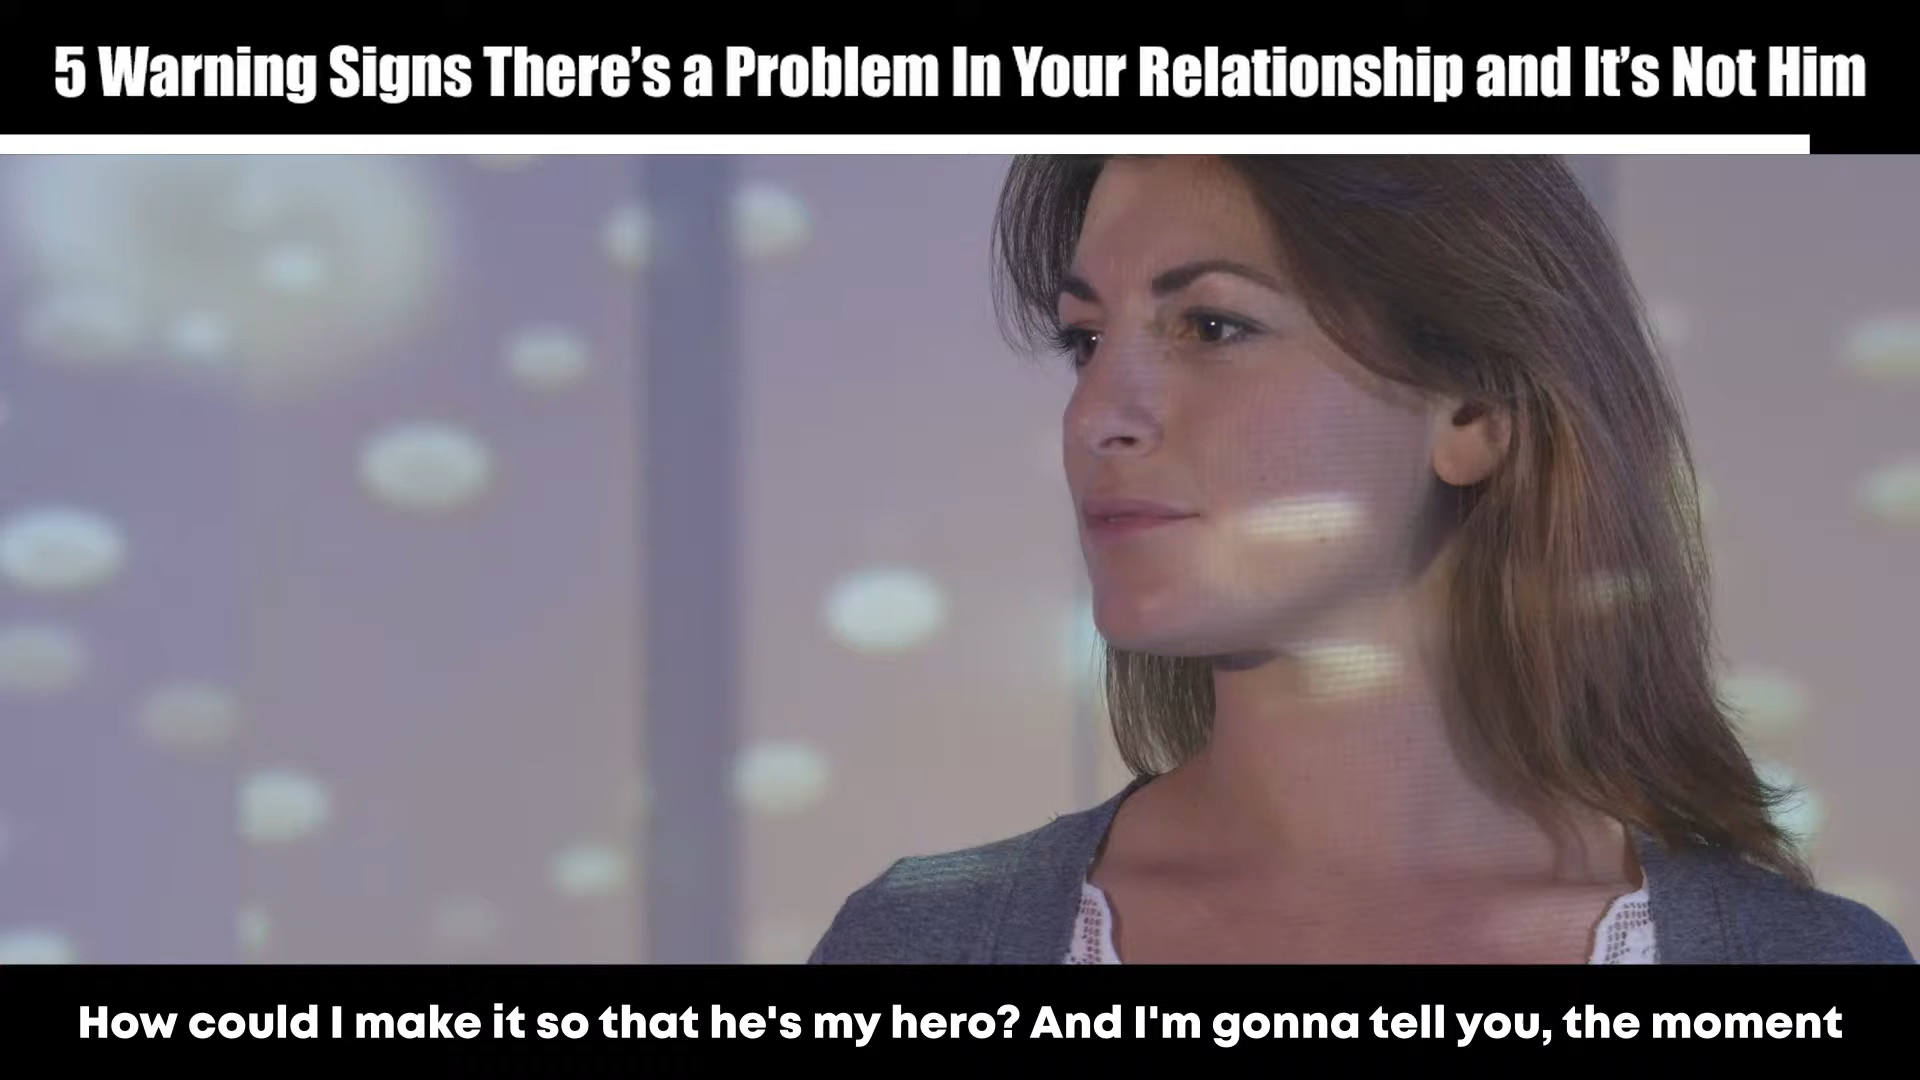 5 Warning Signs There’s a Problem In Your Relationship and It’s Not Him
How could I make it so that he's my hero? And I'm gonna tell you, the moment